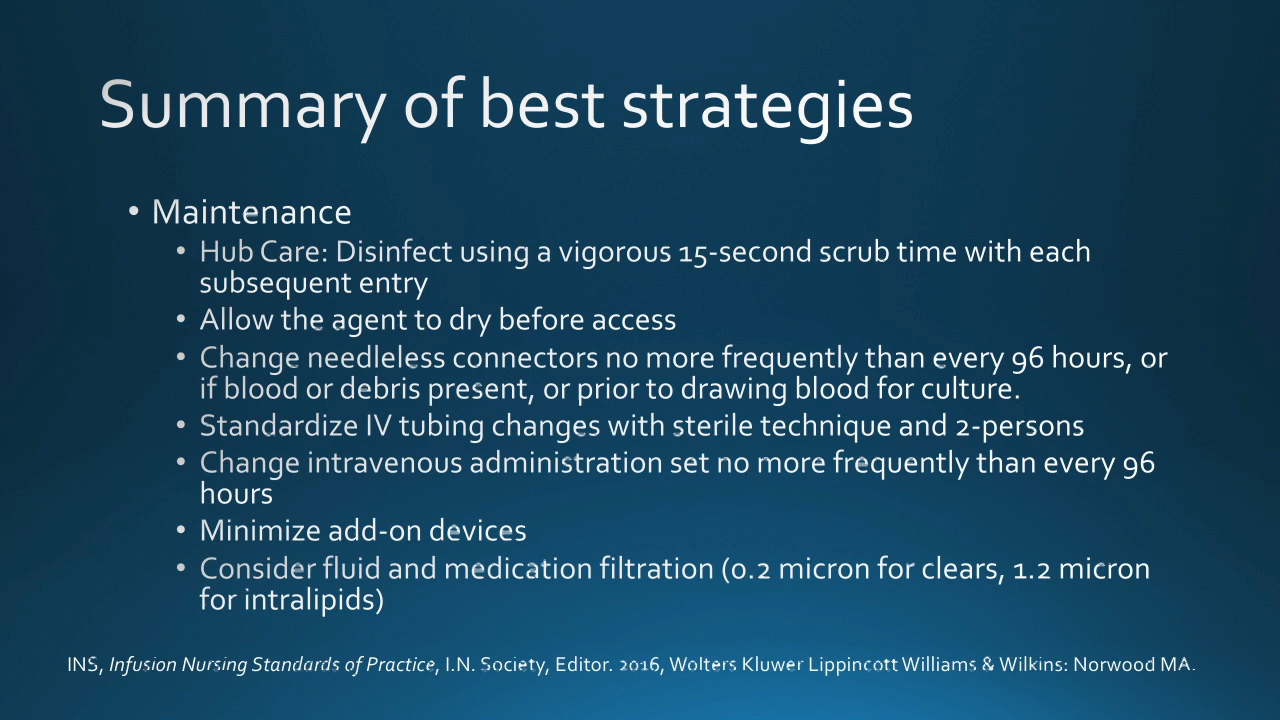 Summary of best strategies
• Maintenance
• Hub Care: Disinfect using a vigorous 15-second scrub time with each
subsequent entry
• Allow the agent to dry before access
• Change needleless connectors no more frequently than every 96 hours, or
if blood or debris present, or prior to drawing blood for culture.
• Standardize IV tubing changes with sterile technique and 2-persons
• Change intravenous administration set no more frequently than every 96
hours
• Minimize add-on devices
• Consider fluid and medication filtration (0.2 micron for clears, 1.2 micron
for intralipids)
INS, Infusion Nursing Standards of Practice, I.N. Society, Editor. 2016, Wolters Kluwer Lippincott Williams & Wilkins: Norwood MA.